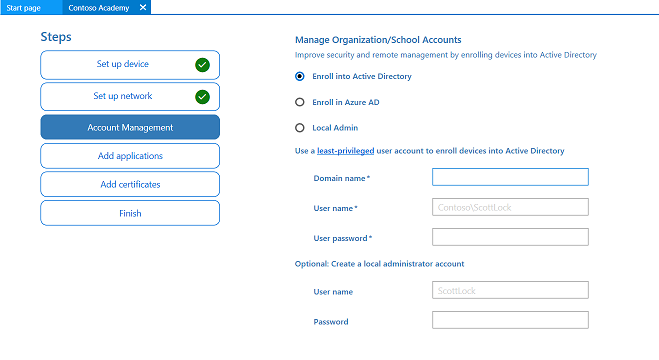 Start page
Contoso Academy
Steps
Set up device
Set up network
Account Management
Add applications
Add certificates
Finish
Manage Organization/School Accounts
Improve security and remote management by enrolling devices into Active Directory
Enroll into Active Directory
Enroll in Azure AD
Local Admin
Use a least-privileged user account to enroll devices into Active Directory
Domain name*
User name* Contoso\ScottLock
User password*
Optional: Create a local administrator account
User name ScottLock
Password